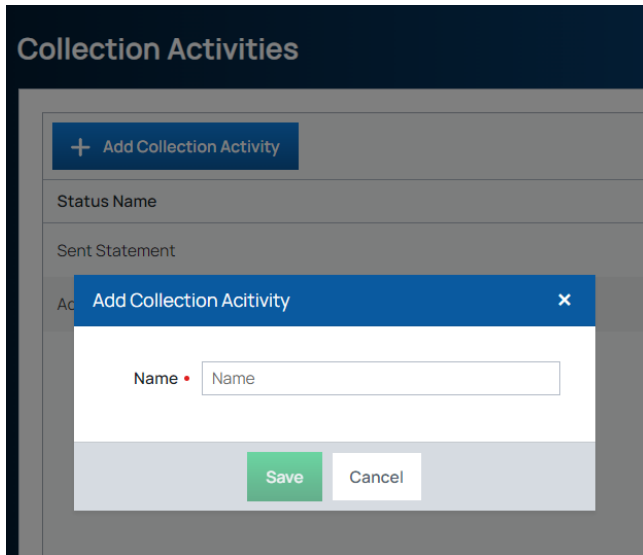 Collection Activities
+ Add Collection Activity
Status Name
Sent Statement
Add Collection Acitivity ×
Name • Name
Save Cancel